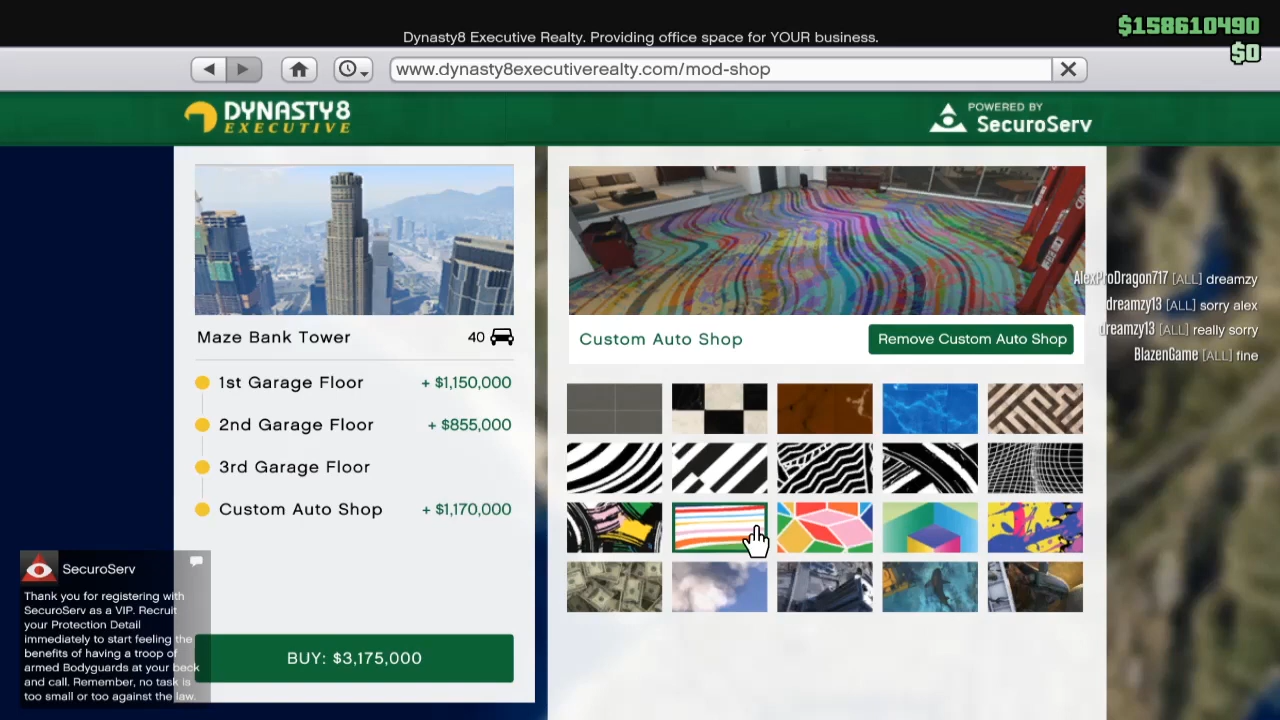 $158610490
Dynasty8 Executive Realty. Providing office space for YOUR business.
$0
www.dynasty8executiverealty.com/mod-shop
DYNASTY 8
EXECUTIVE
POWERED BY
SecuroServ
Maze Bank Tower
40
1st Garage Floor
+ $1,150,000
2nd Garage Floor
+ $855,000
3rd Garage Floor
Custom Auto Shop
+ $1,170,000
BUY: $3,175,000
Custom Auto Shop
Remove Custom Auto Shop
AlexProDragon717 [ALL] dreamzy
dreamzy13 [ALL] sorry alex
dreamzy13 [ALL] really sorry
BlazenGame [ALL] fine
SecuroServ
Thank you for registering with
SecuroServ as a VIP. Recruit
your Protection Detail
immediately to start feeling the
benefits of having a troop of
armed Bodyguards at your beck
and call. Remember, no task is
too small or too against the law.